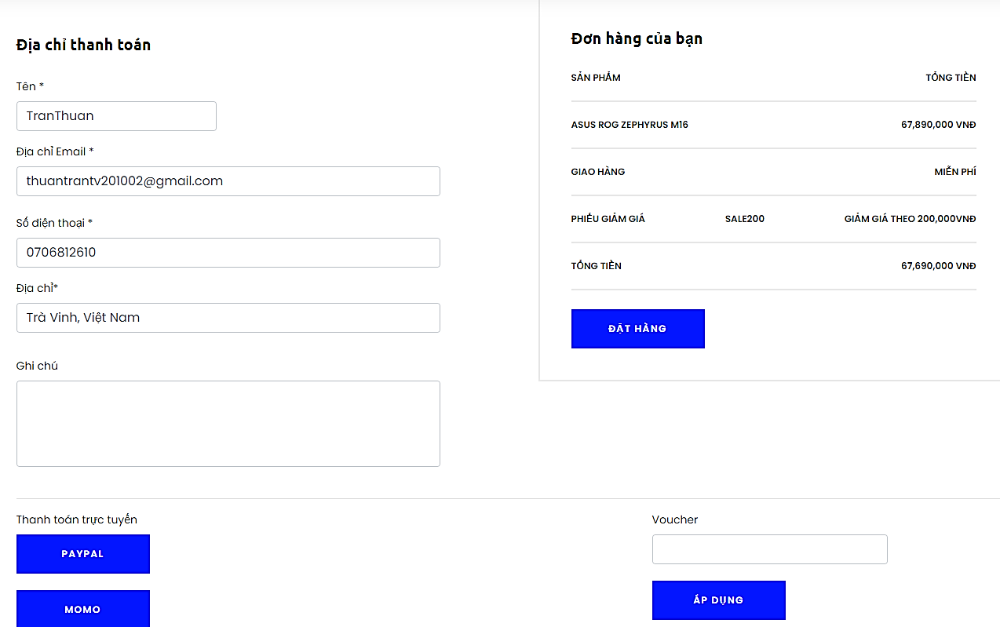 Địa chỉ thanh toán
Tên *
TranThuan
Địa chỉ Email *
thuantrantv201002@gmail.com
Số điện thoại *
0706812610
Địa chỉ*
Trà Vinh, Việt Nam
Ghi chú
Đơn hàng của bạn
SẢN PHẨM TỔNG TIỀN
ASUS ROG ZEPHYRUS M16 67,890,000 VNĐ
GIAO HÀNG MIỄN PHÍ
PHIẾU GIẢM GIÁ SALE200 GIẢM GIÁ THEO 200,000VNĐ
TỔNG TIỀN 67,690,000 VNĐ
ĐẶT HÀNG
Thanh toán trực tuyến
PAYPAL
MOMO
Voucher
ÁP DỤNG